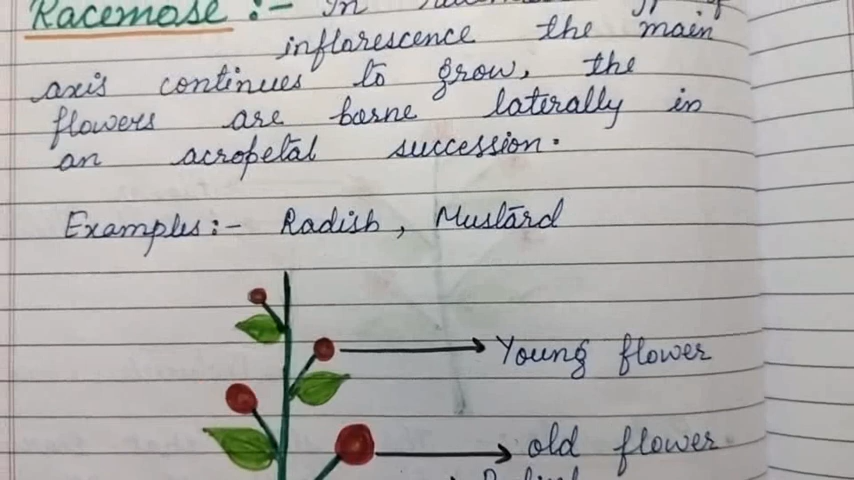 Racemose :- In
inflorescence the main
axis continues to grow, the
flowers are borne laterally in
an acropetal succession.
Examples:- Radish, Mustard
Young flower
old flower